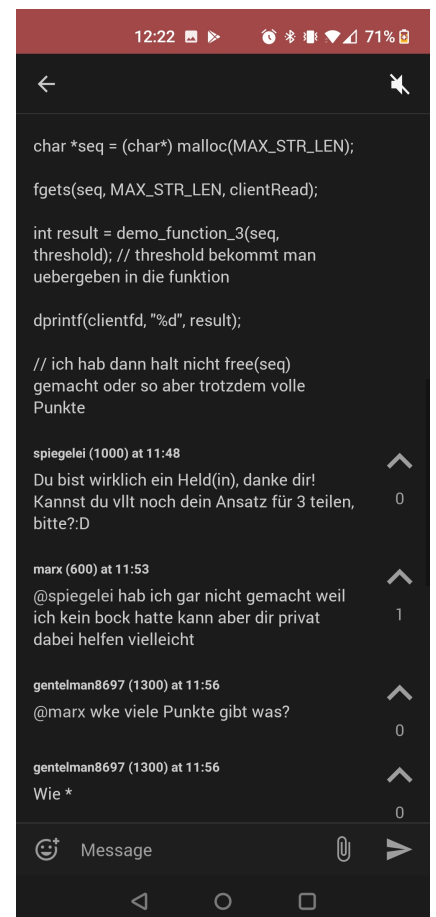 12:22 71%
char *seq = (char*) malloc(MAX_STR_LEN);
fgets(seq, MAX_STR_LEN, clientRead);
int result = demo_function_3(seq,
threshold); // threshold bekommt man
uebergeben in die funktion
dprintf(clientfd, "%d", result);
// ich hab dann halt nicht free(seq)
gemacht oder so aber trotzdem volle
Punkte
spiegelei (1000) at 11:48
Du bist wirklich ein Held(in), danke dir!
Kannst du vllt noch dein Ansatz für 3 teilen,
bitte?:D
0
marx (600) at 11:53
@spiegelei hab ich gar nicht gemacht weil
ich kein bock hatte kann aber dir privat
dabei helfen vielleicht
1
gentelman8697 (1300) at 11:56
@marx wke viele Punkte gibt was?
0
gentelman8697 (1300) at 11:56
Wie *
0
Message